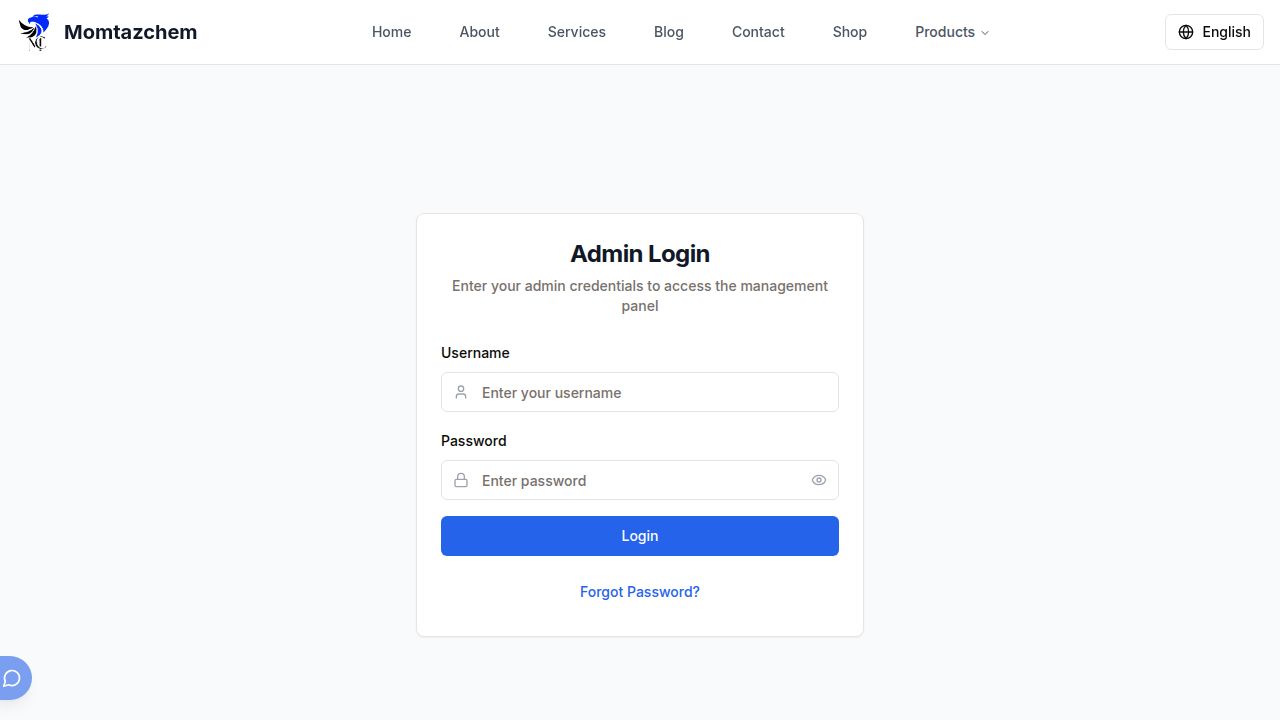 Momtazchem
Home
About
Services
Blog
Contact
Shop
Products
English
Admin Login
Enter your admin credentials to access the management
panel
Username
Enter your username
Password
Enter password
Login
Forgot Password?